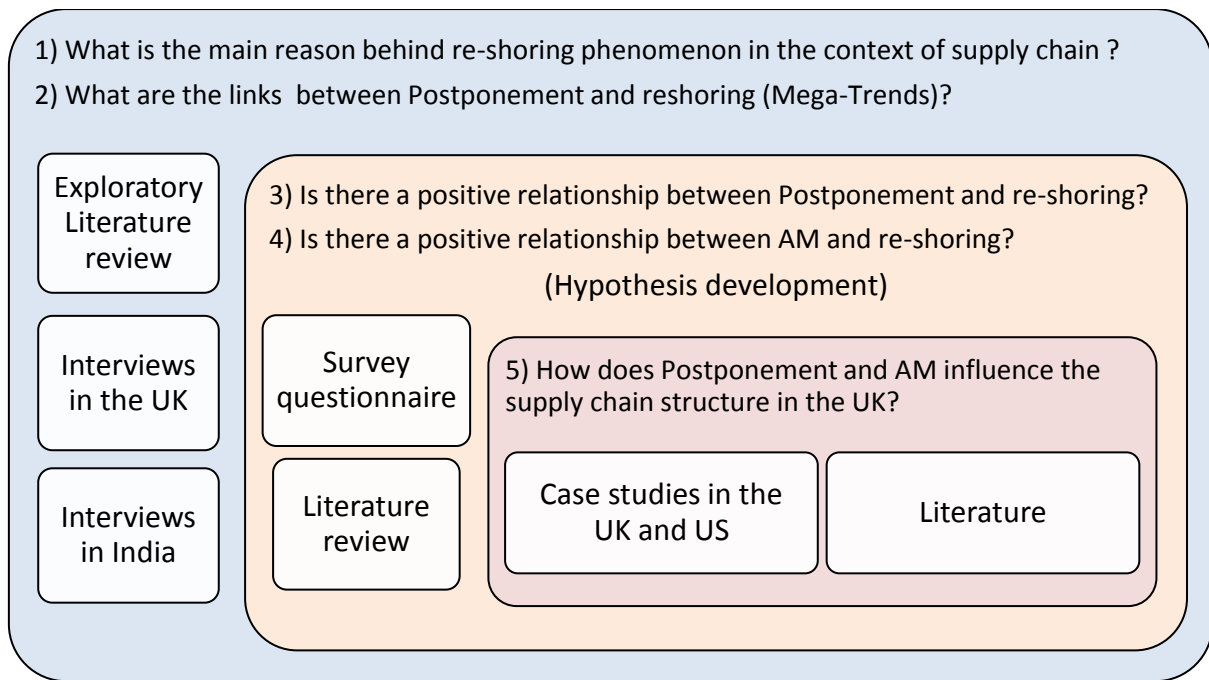 1) What is the main reason behind re-shoring phenomenon in the context of supply chain ?
2) What are the links  between Postponement and reshoring (Mega-Trends)?
Exploratory
Literature
review
Interviews
in the UK
Interviews
in India
3) Is there a positive relationship between Postponement and re-shoring?
4) Is there a positive relationship between AM and re-shoring?
(Hypothesis development)
Survey
questionnaire
Literature
review
5) How does Postponement and AM influence the
supply chain structure in the UK?
Case studies in the
UK and US
Literature